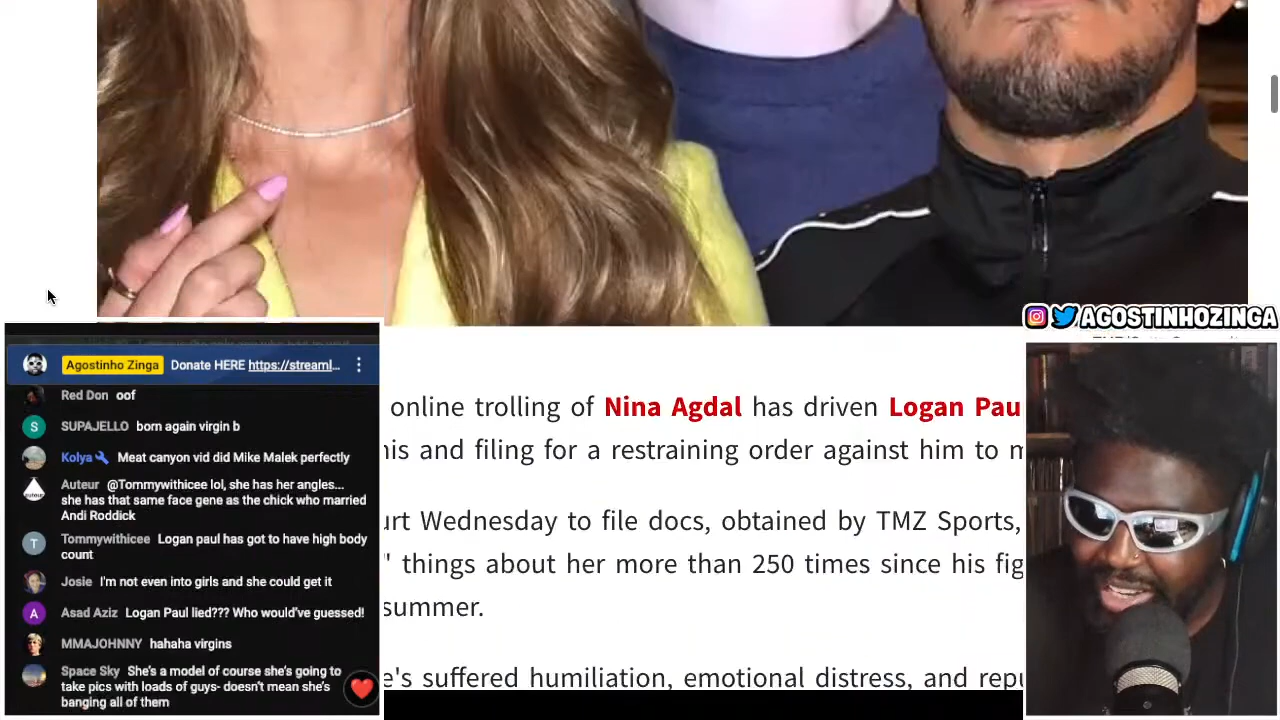 AGOSTINHOZINGA
Agostinho Zinga Donate HERE https://streaml...
Red Don oof
SUPAJELLO born again virgin b
Kolya Meat canyon vid did Mike Malek perfectly
Auteur @Tommywithicee lol, she has her angles...
she has that same face gene as the chick who married
Andi Roddick
Tommywithicee Logan paul has got to have high body
count
Josie I'm not even into girls and she could get it
Asad Aziz Logan Paul lied??? Who would've guessed!
MMAJOHNNY hahaha virgins
Space Sky She's a model of course she's going to
take pics with loads of guys- doesn't mean she's
banging all of them
online trolling of Nina Agdal has driven Logan Pau
his and filing for a restraining order against him to m
urt Wednesday to file docs, obtained by TMZ Sports,
" things about her more than 250 times since his fig
summer.
e's suffered humiliation, emotional distress, and repu